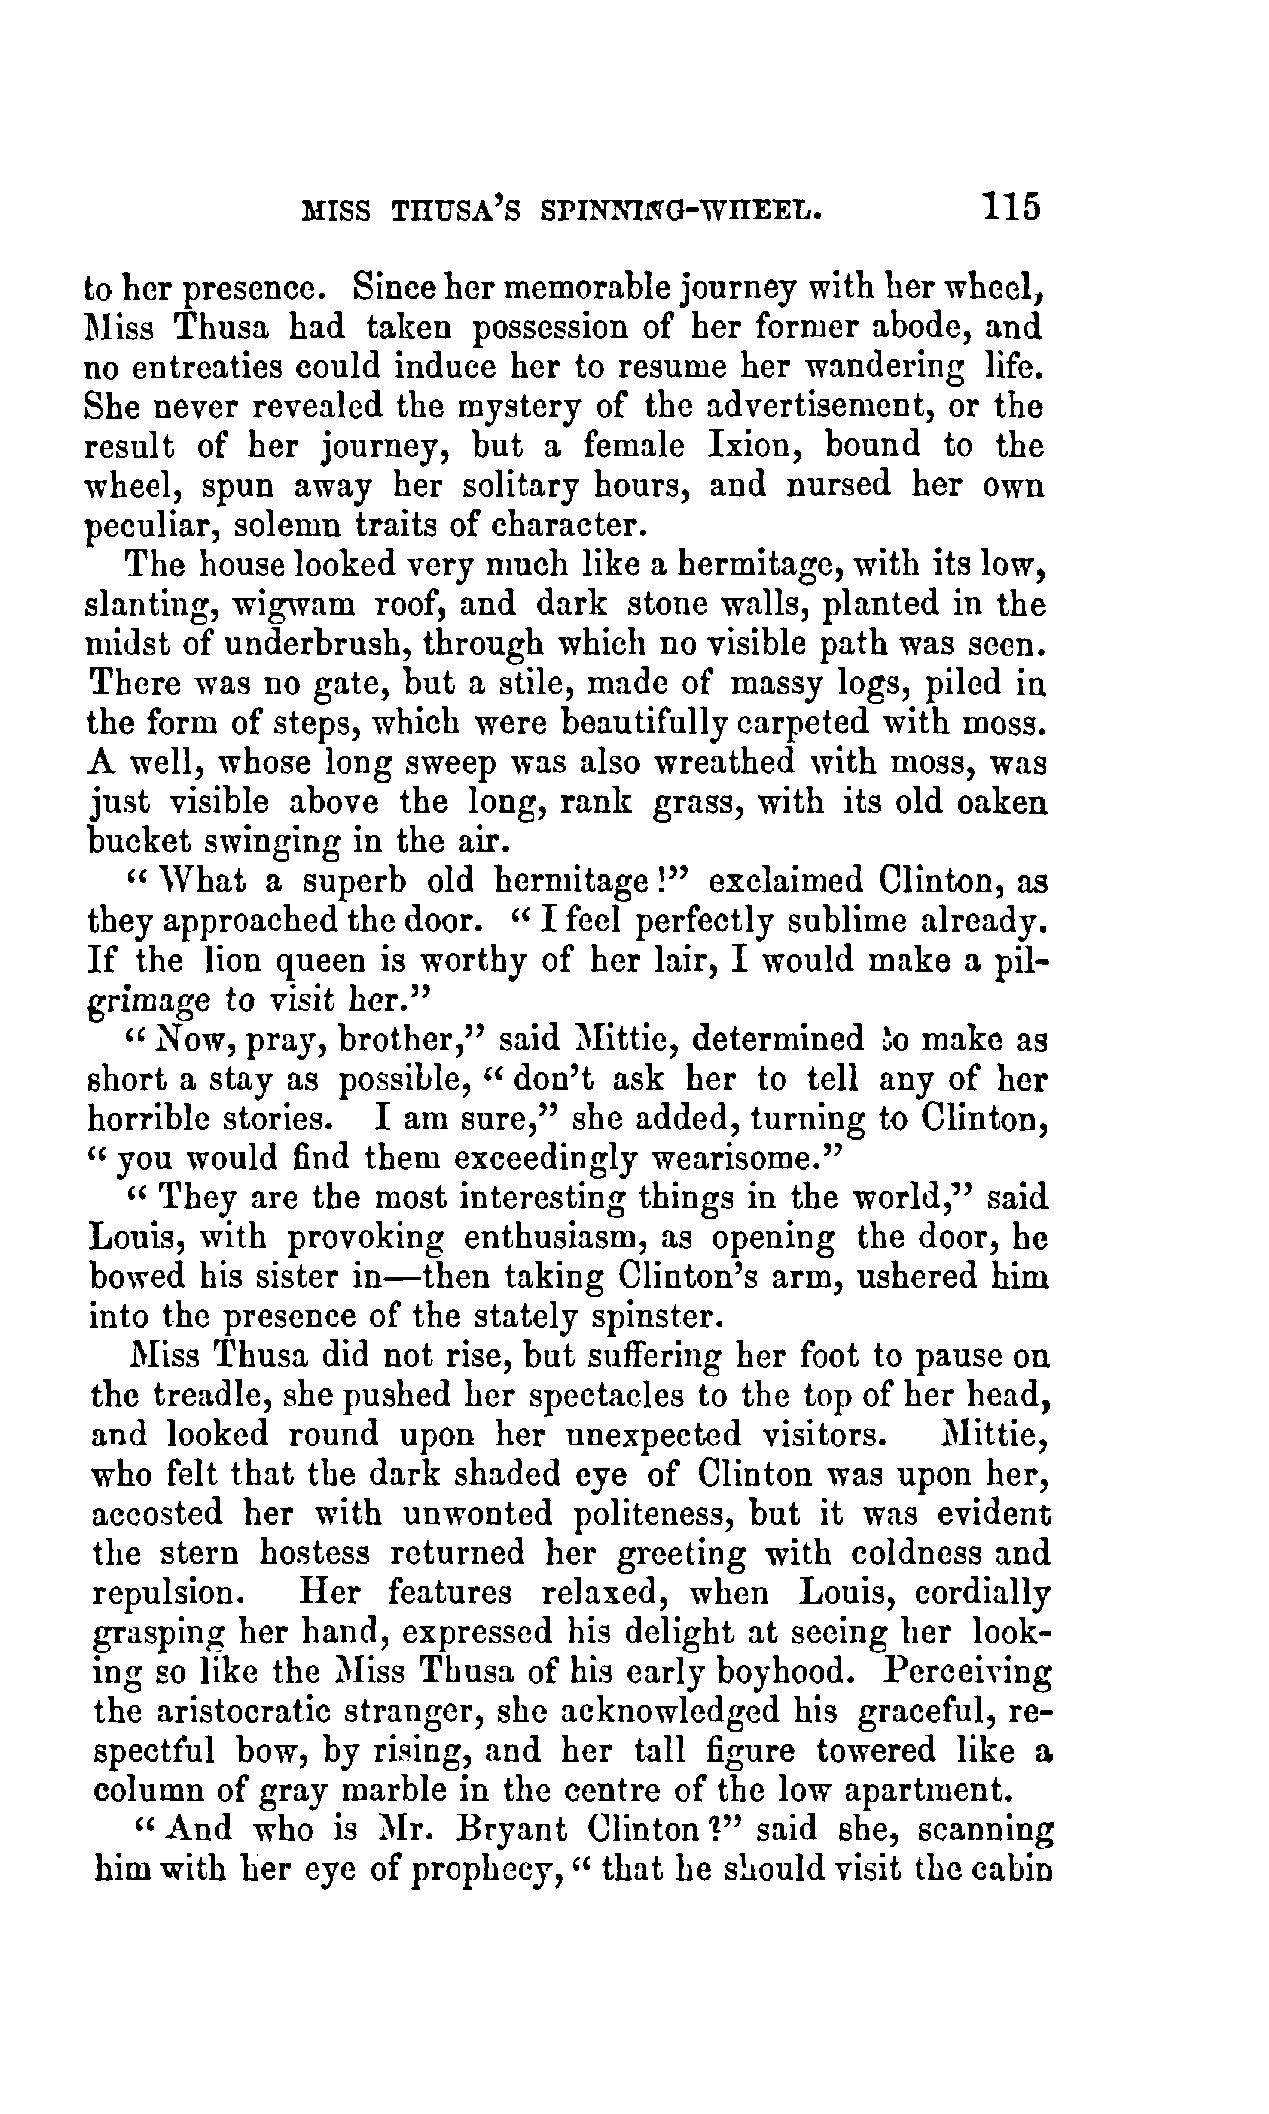 MISS THUSA'S SPINNING-WHEEL. 115
to her presence. Since her memorable journey with her wheel,
Miss Thusa had taken possession of her former abode, and
no entreaties could induce her to resume her wandering life.
She never revealed the mystery of the advertisement, or the
result of her journey, but a female Ixion, bound to the
wheel, spun away her solitary hours, and nursed her own
peculiar, solemn traits of character.
The house looked very much like a hermitage, with its low,
slanting, wigwam roof, and dark stone walls, planted in the
midst of underbrush, through which no visible path was seen.
There was no gate, but a stile, made of massy logs, piled in
the form of steps, which were beautifully carpeted with moss.
A well, whose long sweep was also wreathed with moss, was
just visible above the long, rank grass, with its old oaken
bucket swinging in the air.
"What a superb old hermitage!" exclaimed Clinton, as
they approached the door. "I feel perfectly sublime already.
If the lion queen is worthy of her lair, I would make a pil-
grimage to visit her."
"Now, pray, brother," said Mittie, determined to make as
short a stay as possible, "don't ask her to tell any of her
horrible stories. I am sure," she added, turning to Clinton,
"you would find them exceedingly wearisome."
"They are the most interesting things in the world," said
Louis, with provoking enthusiasm, as opening the door, he
bowed his sister in—then taking Clinton's arm, ushered him
into the presence of the stately spinster.
Miss Thusa did not rise, but suffering her foot to pause on
the treadle, she pushed her spectacles to the top of her head,
and looked round upon her unexpected visitors. Mittie,
who felt that the dark shaded eye of Clinton was upon her,
accosted her with unwonted politeness, but it was evident
the stern hostess returned her greeting with coldness and
repulsion. Her features relaxed, when Louis, cordially
grasping her hand, expressed his delight at seeing her look-
ing so like the Miss Thusa of his early boyhood. Perceiving
the aristocratic stranger, she acknowledged his graceful, re-
spectful bow, by rising, and her tall figure towered like a
column of gray marble in the centre of the low apartment.
"And who is Mr. Bryant Clinton?" said she, scanning
him with her eye of prophecy, "that he should visit the cabin